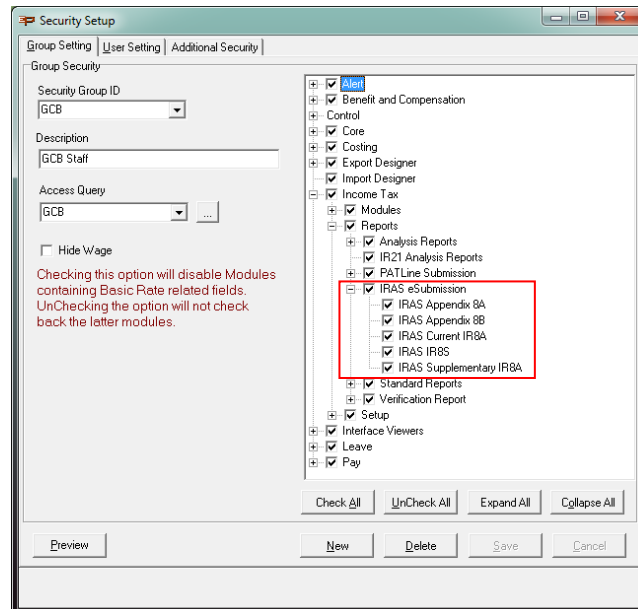 Security Setup
Group Setting
User Setting
Additional Security
Group Security
Security Group ID
GCB
Description
GCB Staff
Access Query
GCB
...
Hide Wage
Checking this option will disable Modules
containing Basic Rate related fields.
UnChecking the option will not check
back the latter modules.
Alert
Benefit and Compensation
Control
Core
Costing
Export Designer
Import Designer
Income Tax
Modules
Reports
Analysis Reports
IR21 Analysis Reports
PATLine Submission
IRAS eSubmission
IRAS Appendix 8A
IRAS Appendix 8B
IRAS Current IR8A
IRAS IR8S
IRAS Supplementary IR8A
Standard Reports
Verification Report
Setup
Interface Viewers
Leave
Pay
Check All
UnCheck All
Expand All
Collapse All
Preview
New
Delete
Save
Cancel